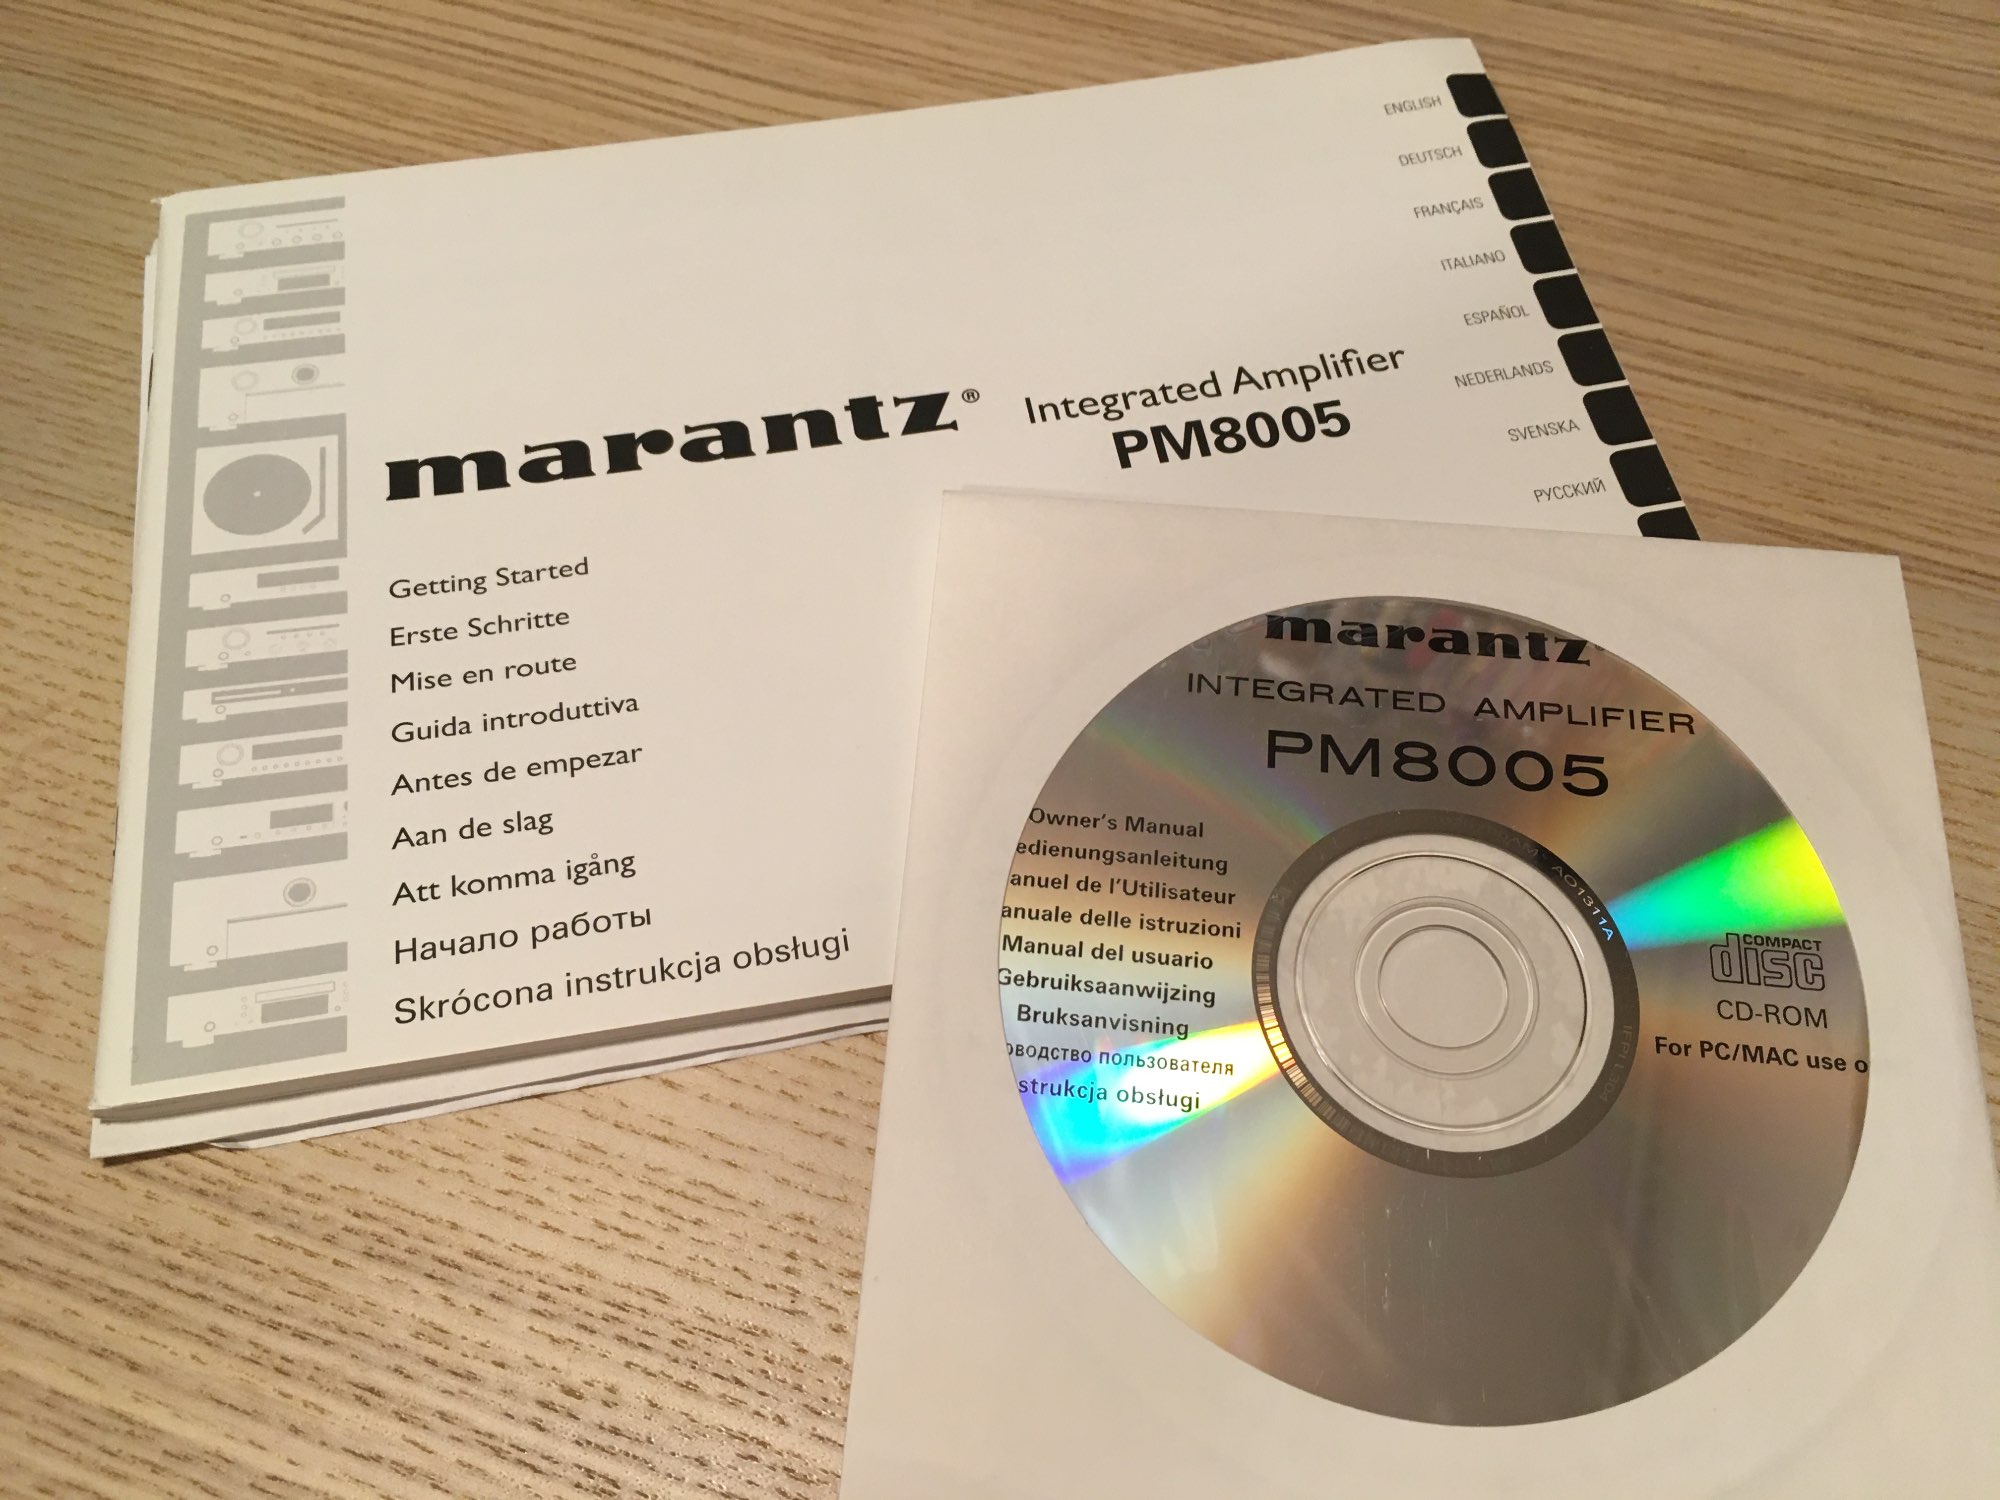 marantz®
Integrated Amplifier
PM8005
ENGLISH
DEUTSCH
FRANÇAIS
ITALIANO
ESPAÑOL
NEDERLANDS
SVENSKA
РУССКИЙ
Getting Started
Erste Schritte
Mise en route
Guida introduttiva
Antes de empezar
Aan de slag
Att komma igång
Начало работы
Skrócona instrukcja obsługi
marantz
INTEGRATED AMPLIFIER
PM8005
Owner's Manual
edienungsanleitung
anuel de l'Utilisateur
anuale delle istruzioni
Manual del usuario
Gebruiksaanwijzing
Bruksanvisning
оводство пользователя
strukcja obsługi
AO1311A
COMPACT
disc
CD-ROM
For PC/MAC use o